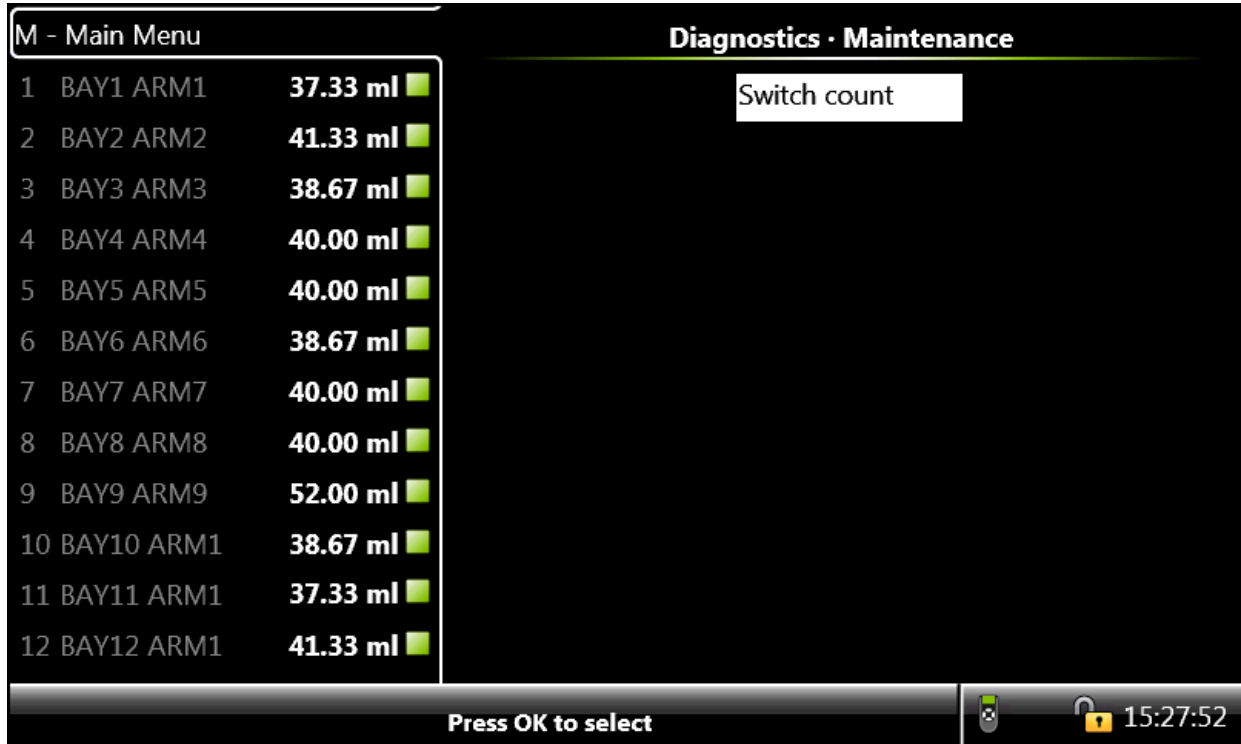 M - Main Menu
1 BAY1 ARM1 37.33 ml
2 BAY2 ARM2 41.33 ml
3 BAY3 ARM3 38.67 ml
4 BAY4 ARM4 40.00 ml
5 BAY5 ARM5 40.00 ml
6 BAY6 ARM6 38.67 ml
7 BAY7 ARM7 40.00 ml
8 BAY8 ARM8 40.00 ml
9 BAY9 ARM9 52.00 ml
10 BAY10 ARM1 38.67 ml
11 BAY11 ARM1 37.33 ml
12 BAY12 ARM1 41.33 ml
Diagnostics · Maintenance
Switch count
Press OK to select
15:27:52